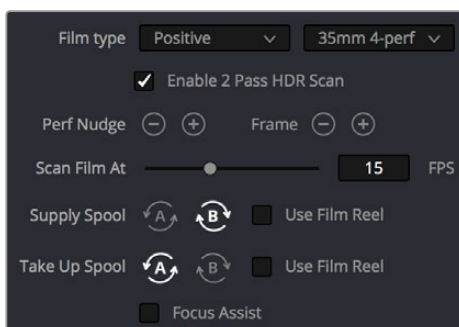 Film type Positive 35mm 4-perf
Enable 2 Pass HDR Scan
Perf Nudge Frame
Scan Film At 15 FPS
Supply Spool A B Use Film Reel
Take Up Spool A B Use Film Reel
Focus Assist